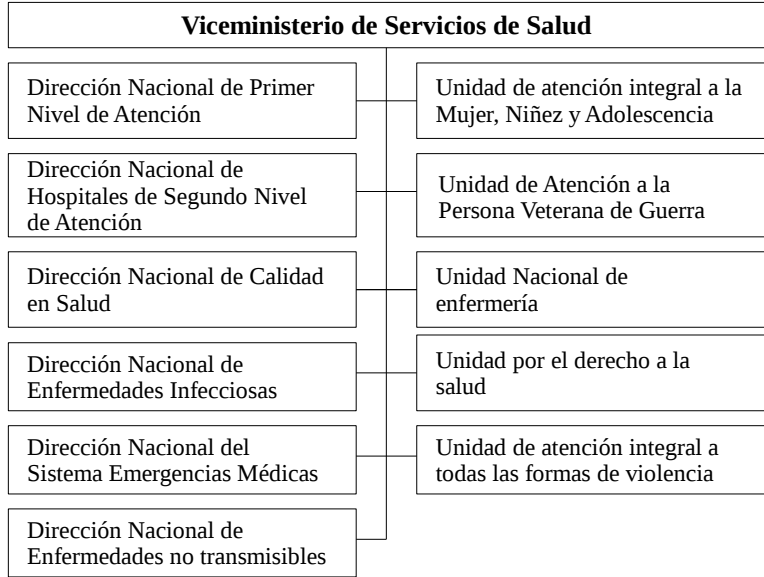 Viceministerio de Servicios de Salud
Dirección Nacional de Primer
Nivel de Atención
Unidad de atención integral a la
Mujer, Niñez y Adolescencia
Dirección Nacional de
Hospitales de Segundo Nivel
de Atención
Unidad de Atención a la
Persona Veterana de Guerra
Dirección Nacional de Calidad
en Salud
Unidad Nacional de
enfermería
Dirección Nacional de
Enfermedades Infecciosas
Unidad por el derecho a la
salud
Dirección Nacional del
Sistema Emergencias Médicas
Unidad de atención integral a
todas las formas de violencia
Dirección Nacional de
Enfermedades no transmisibles